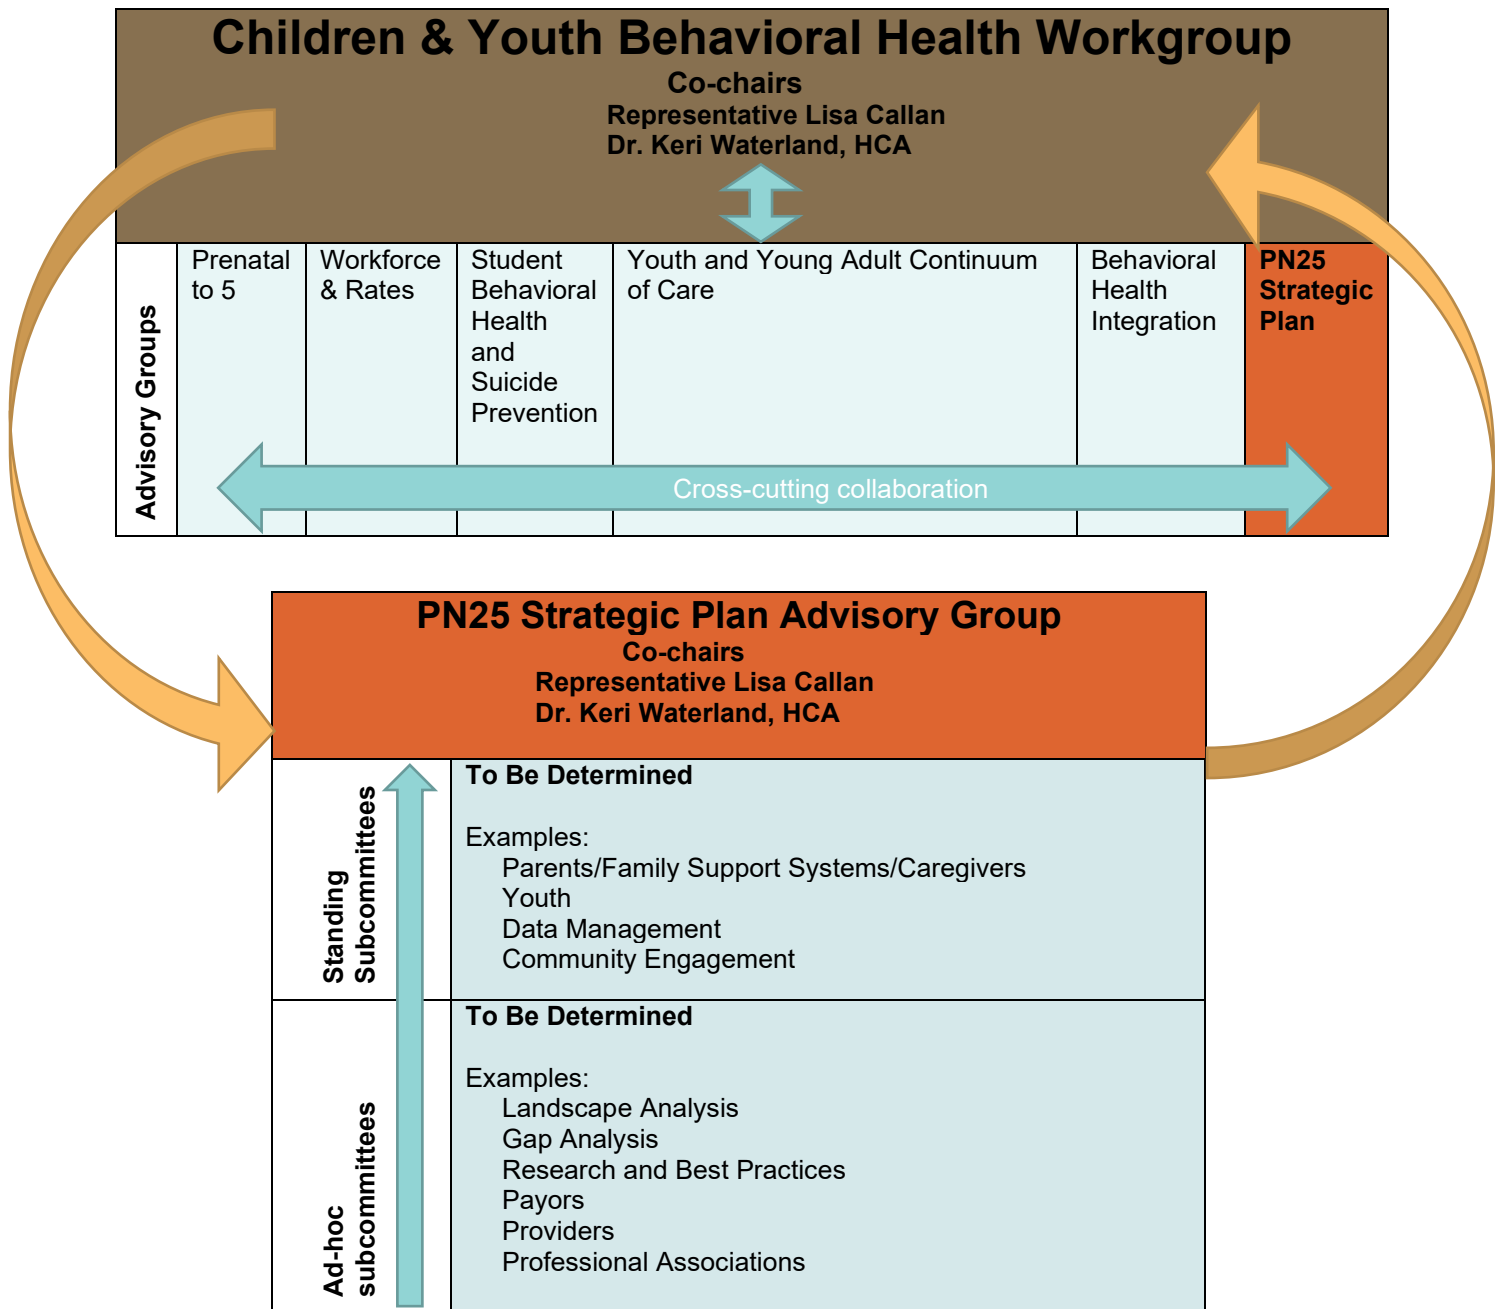 Children & Youth Behavioral Health Workgroup
Co-chairs
Representative Lisa Callan
Dr. Keri Waterland, HCA
Advisory Groups
Prenatal
to 5
Workforce
& Rates
Student
Behavioral
Health
and
Suicide
Prevention
Youth and Young Adult Continuum
of Care
Behavioral
Health
Integration
PN25
Strategic
Plan
Cross-cutting collaboration
PN25 Strategic Plan Advisory Group
Co-chairs
Representative Lisa Callan
Dr. Keri Waterland, HCA
Standing
Subcommittees
To Be Determined
Examples:
Parents/Family Support Systems/Caregivers
Youth
Data Management
Community Engagement
Ad-hoc
subcommittees
To Be Determined
Examples:
Landscape Analysis
Gap Analysis
Research and Best Practices
Payors
Providers
Professional Associations